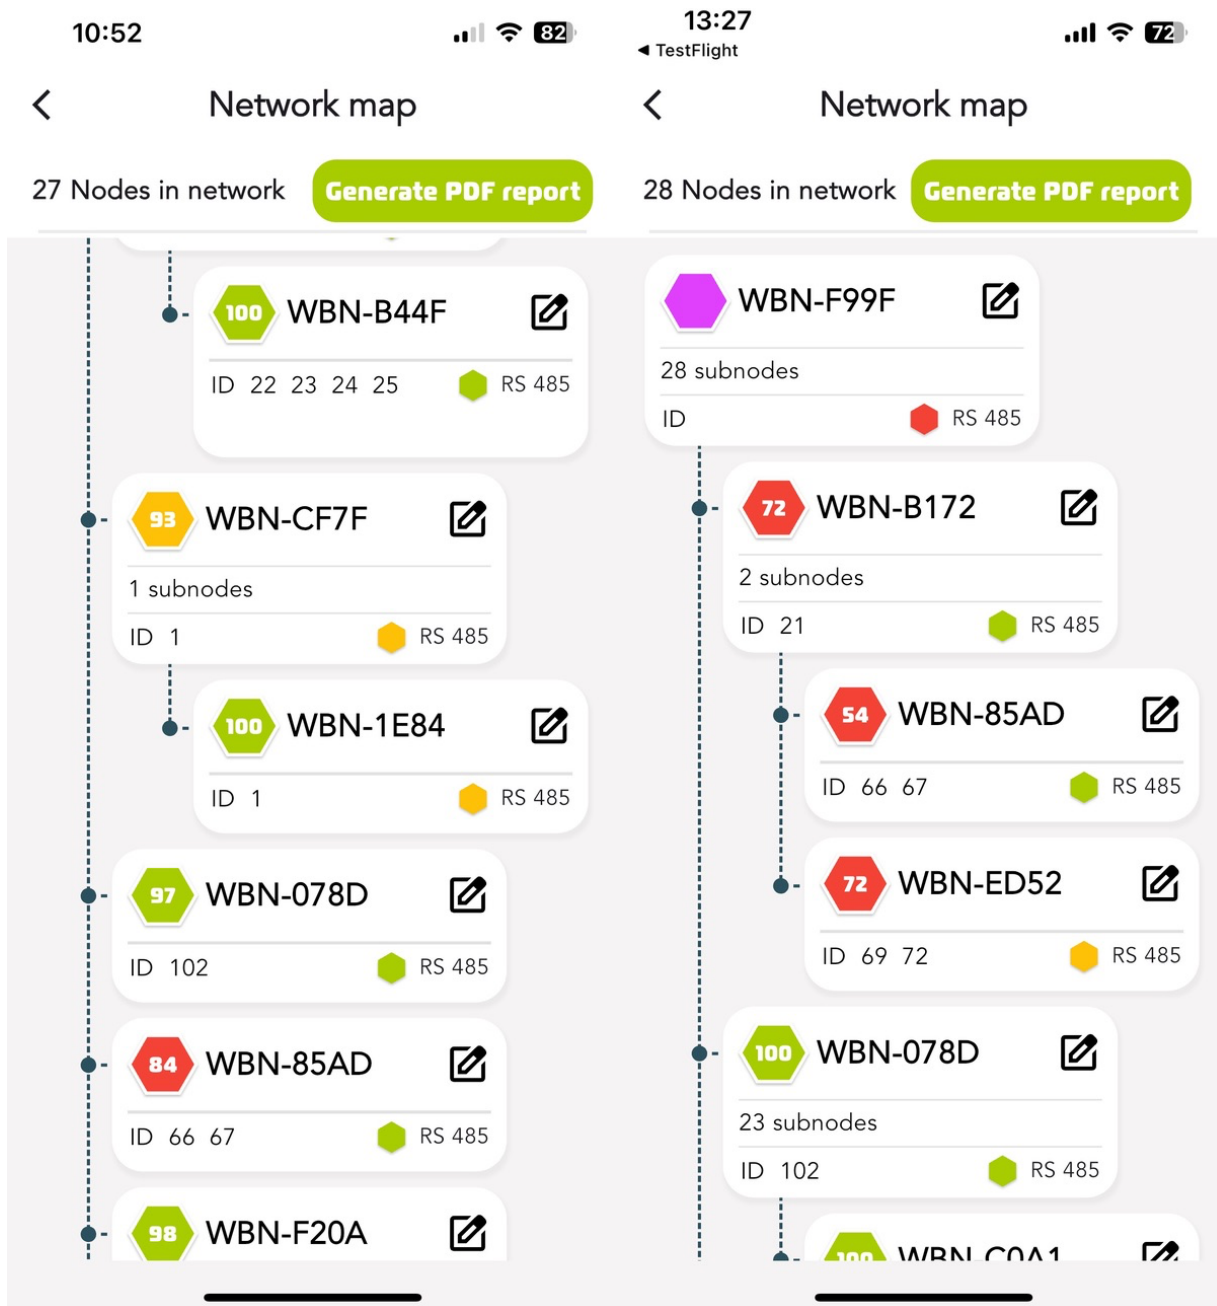 10:52
82
Network map
27 Nodes in network
Generate PDF report
100
WBN-B44F
ID 22 23 24 25
RS 485
93
WBN-CF7F
1 subnodes
ID 1
RS 485
100
WBN-1E84
ID 1
RS 485
97
WBN-078D
ID 102
RS 485
84
WBN-85AD
ID 66 67
RS 485
98
WBN-F20A
13:27
TestFlight
72
Network map
28 Nodes in network
Generate PDF report
WBN-F99F
28 subnodes
ID
RS 485
72
WBN-B172
2 subnodes
ID 21
RS 485
54
WBN-85AD
ID 66 67
RS 485
72
WBN-ED52
ID 69 72
RS 485
100
WBN-078D
23 subnodes
ID 102
RS 485
100
WBN-C0A1